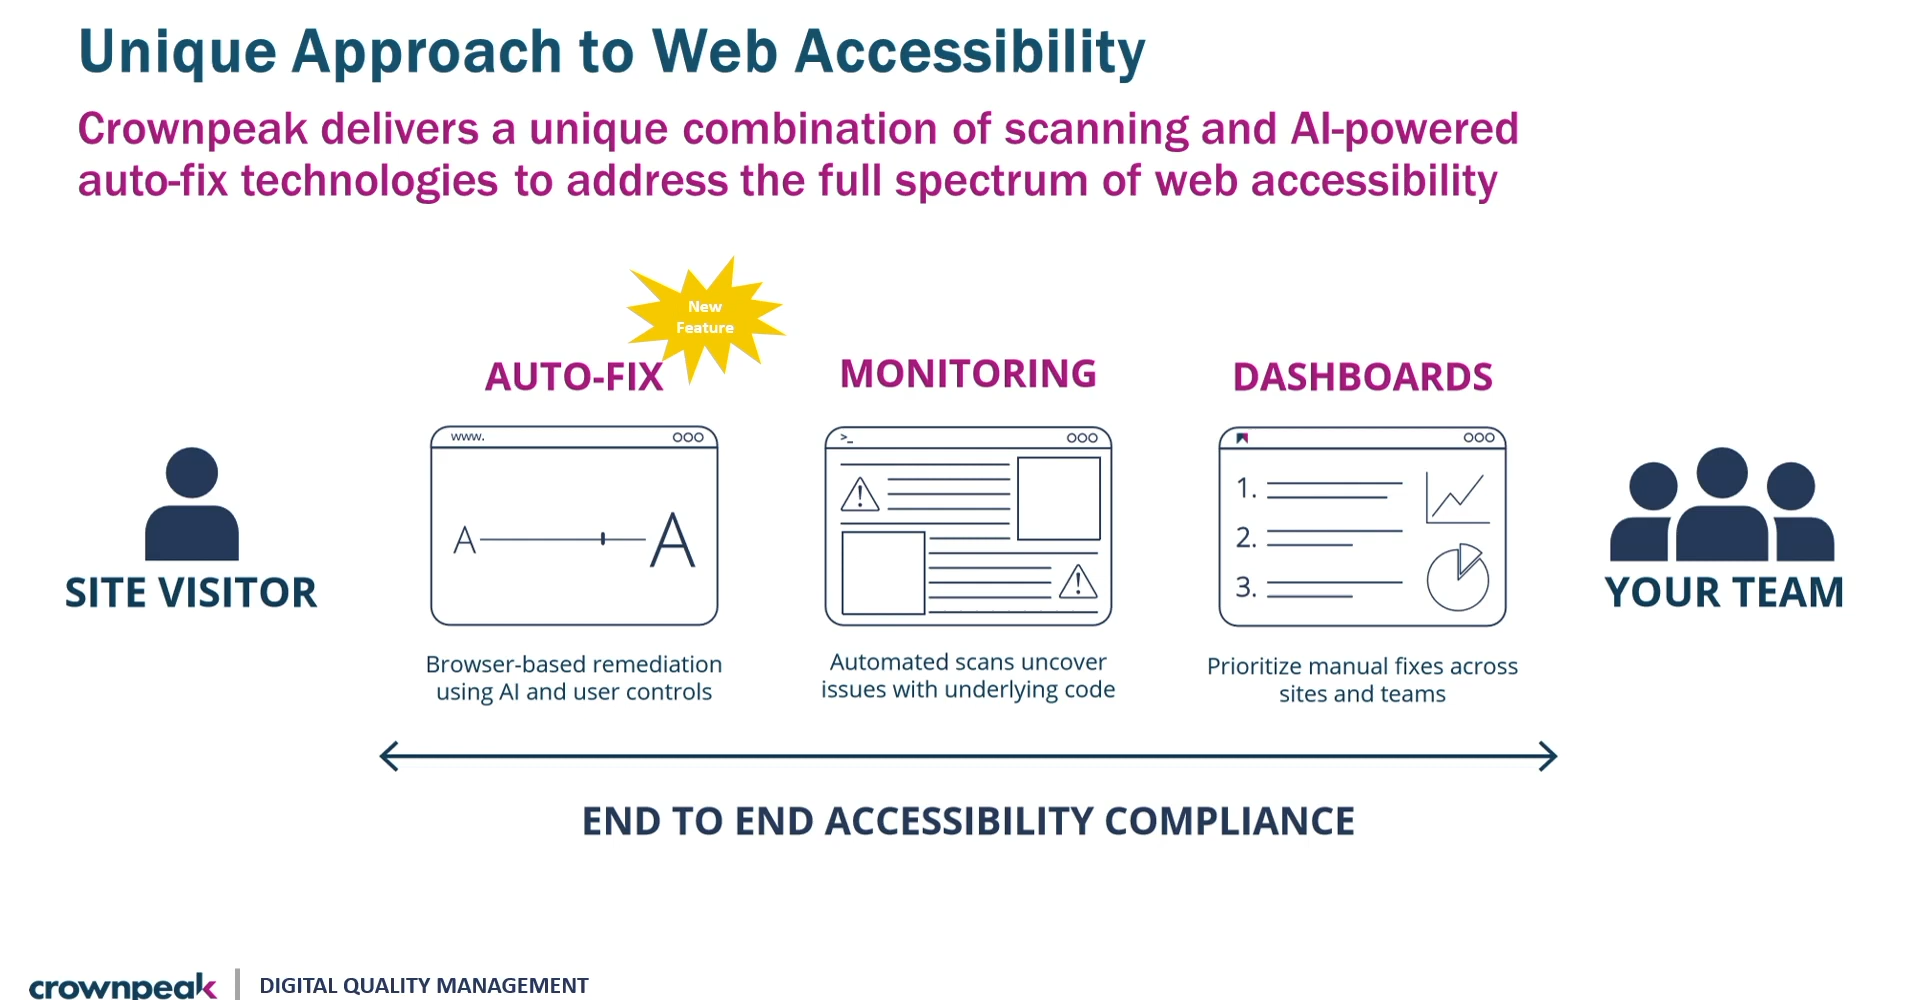 Unique Approach to Web Accessibility
Crownpeak delivers a unique combination of scanning and AI-powered
auto-fix technologies to address the full spectrum of web accessibility
New
Feature
AUTO-FIX
MONITORING
DASHBOARDS
www.
>_
A
A
1.
2.
3.
SITE VISITOR
YOUR TEAM
Browser-based remediation
using AI and user controls
Automated scans uncover
issues with underlying code
Prioritize manual fixes across
sites and teams
END TO END ACCESSIBILITY COMPLIANCE
crownpeak
DIGITAL QUALITY MANAGEMENT